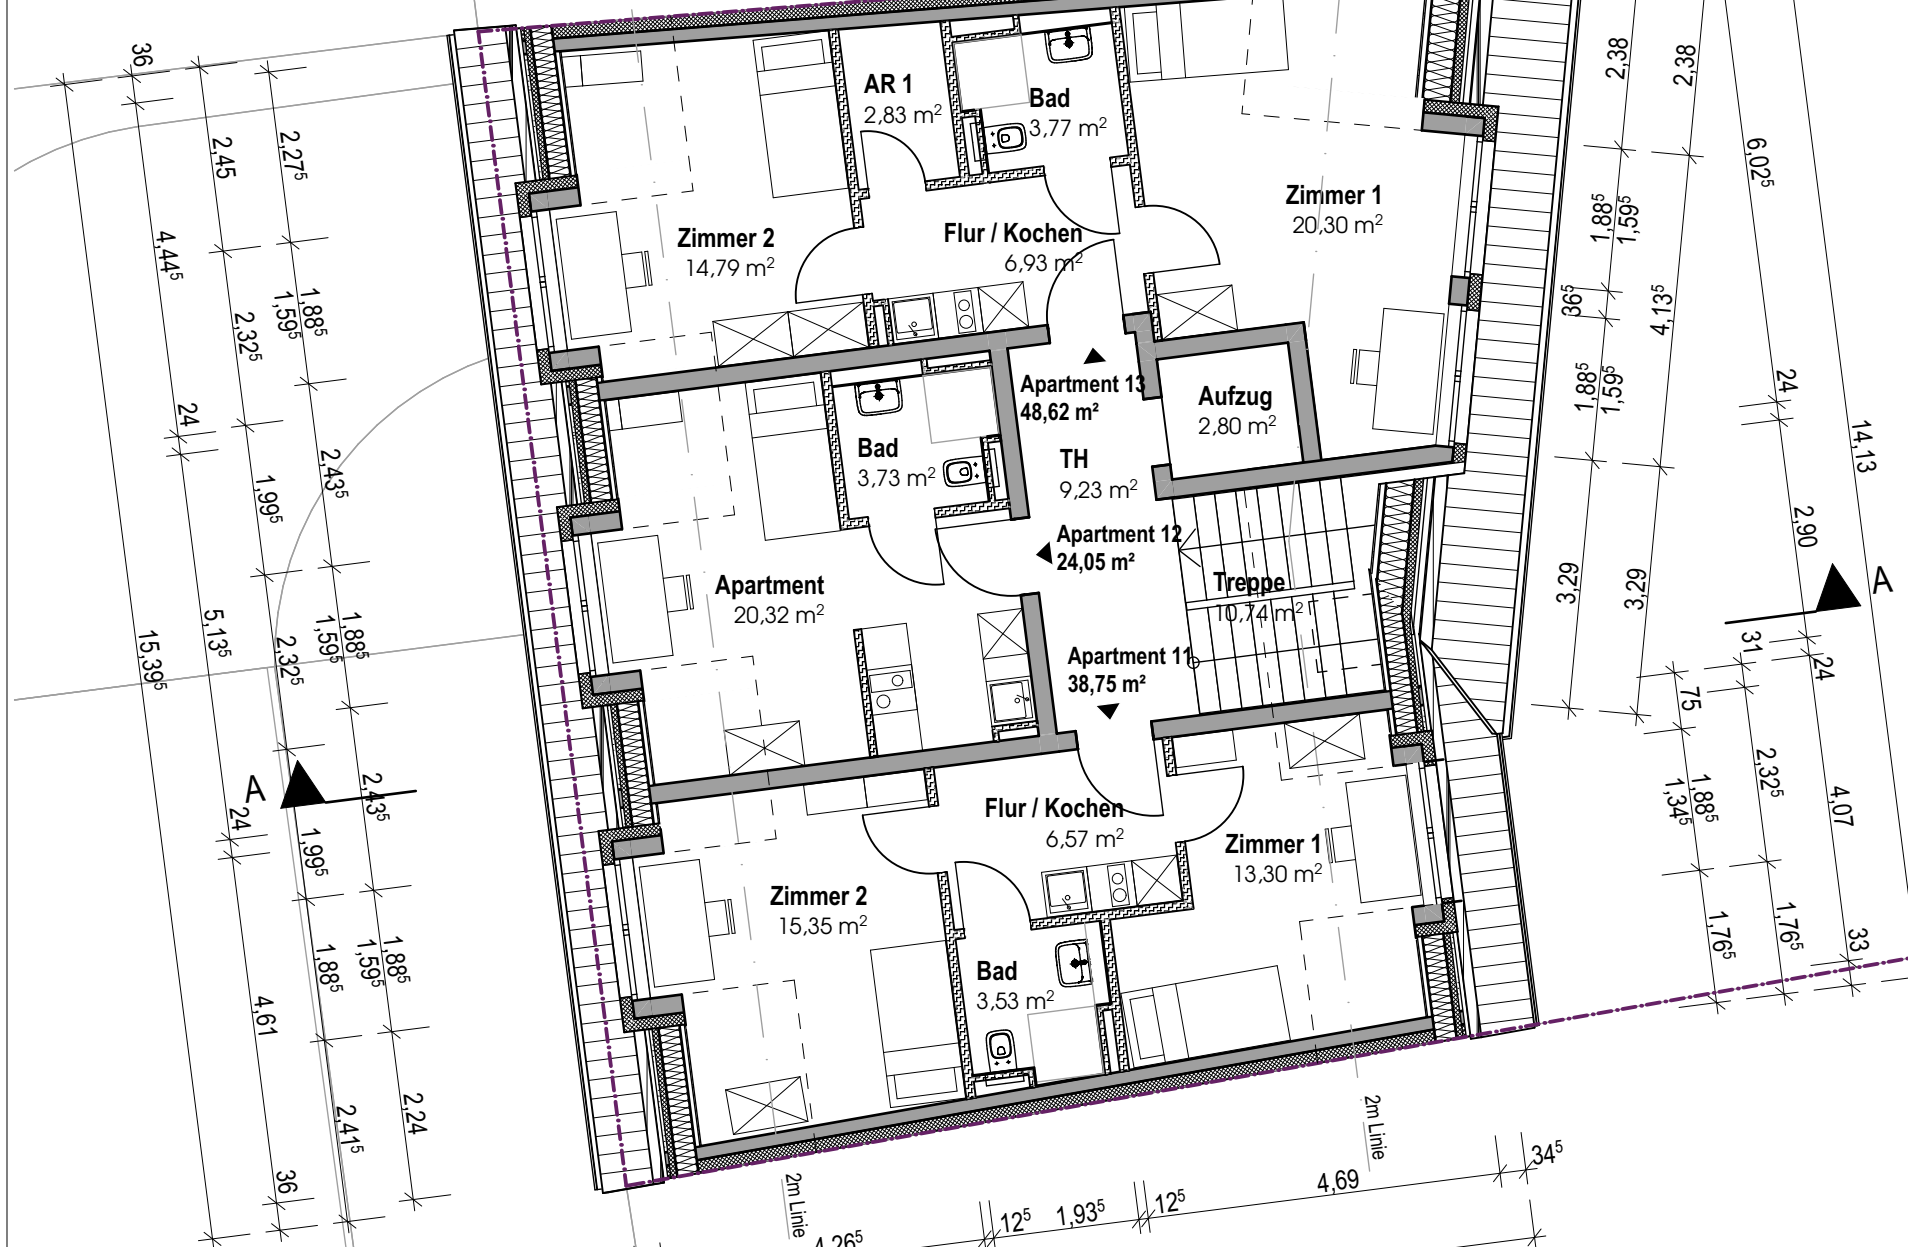 AR 1
2,83 m²
Bad
3,77 m²
Zimmer 1
20,30 m²
Zimmer 2
14,79 m²
Flur / Kochen
6,93 m²
Apartment 13
48,62 m²
Aufzug
2,80 m²
Bad
3,73 m²
TH
9,23 m²
Apartment 12
24,05 m²
Apartment
20,32 m²
Treppe
10,74 m²
Apartment 11
38,75 m²
Flur / Kochen
6,57 m²
Zimmer 1
13,30 m²
Zimmer 2
15,35 m²
Bad
3,53 m²
A
A
2m Linie
2m Linie
15,39⁵
36
4,44⁵
24
5,13⁵
24
4,61
36
2,45
2,32⁵
1,99⁵
2,32⁵
1,99⁵
1,88⁵
2,41⁵
2,27⁵
1,88⁵
1,59⁵
2,43⁵
1,88⁵
1,59⁵
2,43⁵
1,88⁵
1,59⁵
2,24
2,38
1,88⁵
1,59⁵
36⁵
1,88⁵
1,59⁵
3,29
2,38
4,13⁵
3,29
6,02⁵
24
2,90
24
4,07
33
14,13
31
2,32⁵
1,76⁵
75
1,88⁵
1,34⁵
1,76⁵
4,26⁵
12⁵
1,93⁵
12⁵
4,69
34⁵